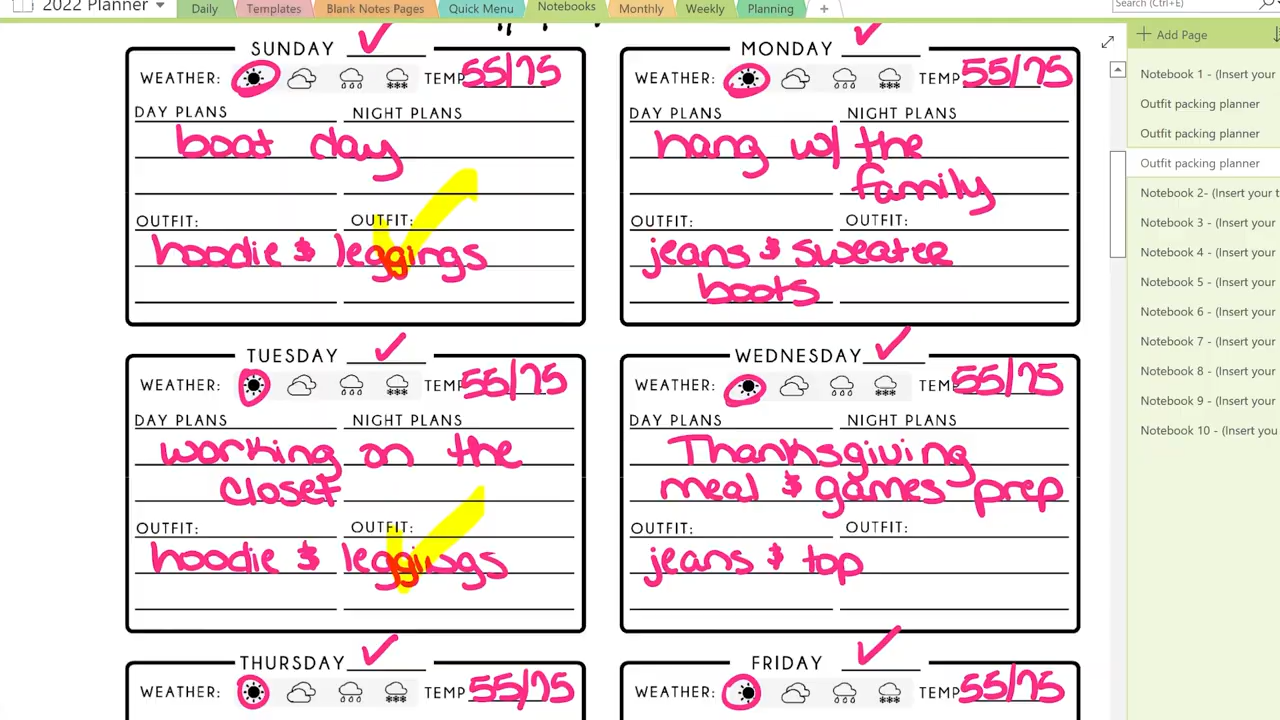 2022 Planner
Daily
Templates
Blank Notes Pages
Quick Menu
Notebooks
Monthly
Weekly
Planning
+
Search (Ctrl+E)
SUNDAY
WEATHER: TEMP 55/75
DAY PLANS NIGHT PLANS
boat day
OUTFIT: OUTFIT:
hoodie & leggings
MONDAY
WEATHER: TEMP 55/75
DAY PLANS NIGHT PLANS
hang w/ the
family
OUTFIT: OUTFIT:
jeans & sweater
boots
TUESDAY
WEATHER: TEMP 55/75
DAY PLANS NIGHT PLANS
working on the
closet
OUTFIT: OUTFIT:
hoodie & leggings
WEDNESDAY
WEATHER: TEMP 55/75
DAY PLANS NIGHT PLANS
Thanksgiving
meal & games prep
OUTFIT: OUTFIT:
jeans & top
THURSDAY
WEATHER: TEMP 55/75
FRIDAY
WEATHER: TEMP 55/75
Add Page
Notebook 1 - (Insert your
Outfit packing planner
Outfit packing planner
Outfit packing planner
Notebook 2- (Insert your t
Notebook 3 - (Insert your
Notebook 4 - (Insert your
Notebook 5 - (Insert your
Notebook 6 - (Insert your
Notebook 7 - (Insert your
Notebook 8 - (Insert your
Notebook 9 - (Insert your
Notebook 10 - (Insert you